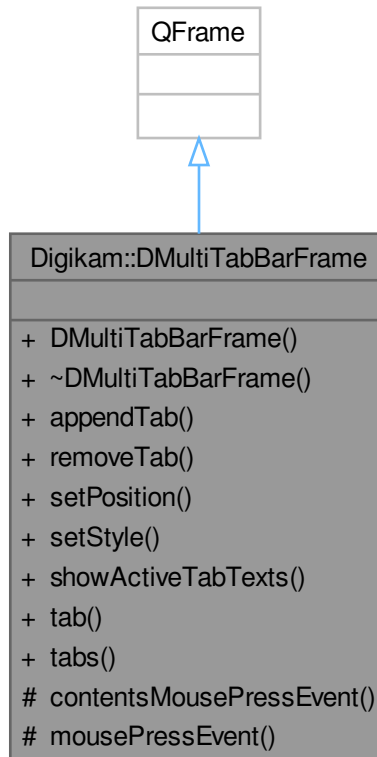 QFrame
Digikam::DMultiTabBarFrame
+ DMultiTabBarFrame()
+ ~DMultiTabBarFrame()
+ appendTab()
+ removeTab()
+ setPosition()
+ setStyle()
+ showActiveTabTexts()
+ tab()
+ tabs()
# contentsMousePressEvent()
# mousePressEvent()